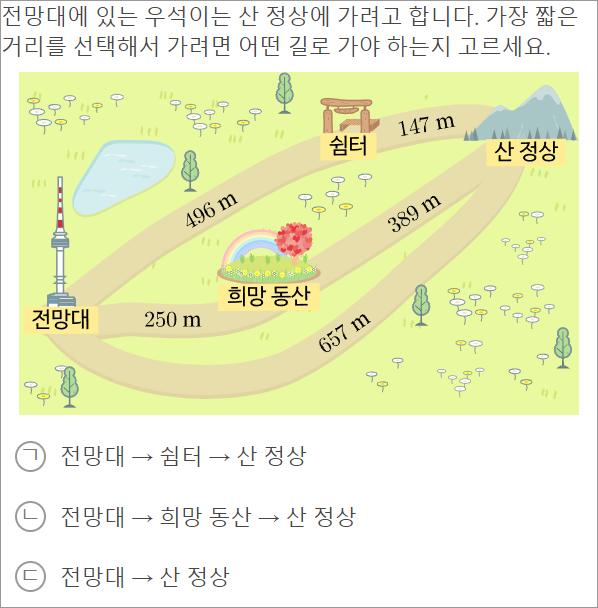 전망대에 있는 우석이는 산 정상에 가려고 합니다. 가장 짧은
거리를 선택해서 가려면 어떤 길로 가야 하는지 고르세요.
147 m
쉼터
산 정상
496 m
389 m
희망 동산
전망대
250 m
657 m
㉠ 전망대 → 쉼터 → 산 정상
㉡ 전망대 → 희망 동산 → 산 정상
㉢ 전망대 → 산 정상